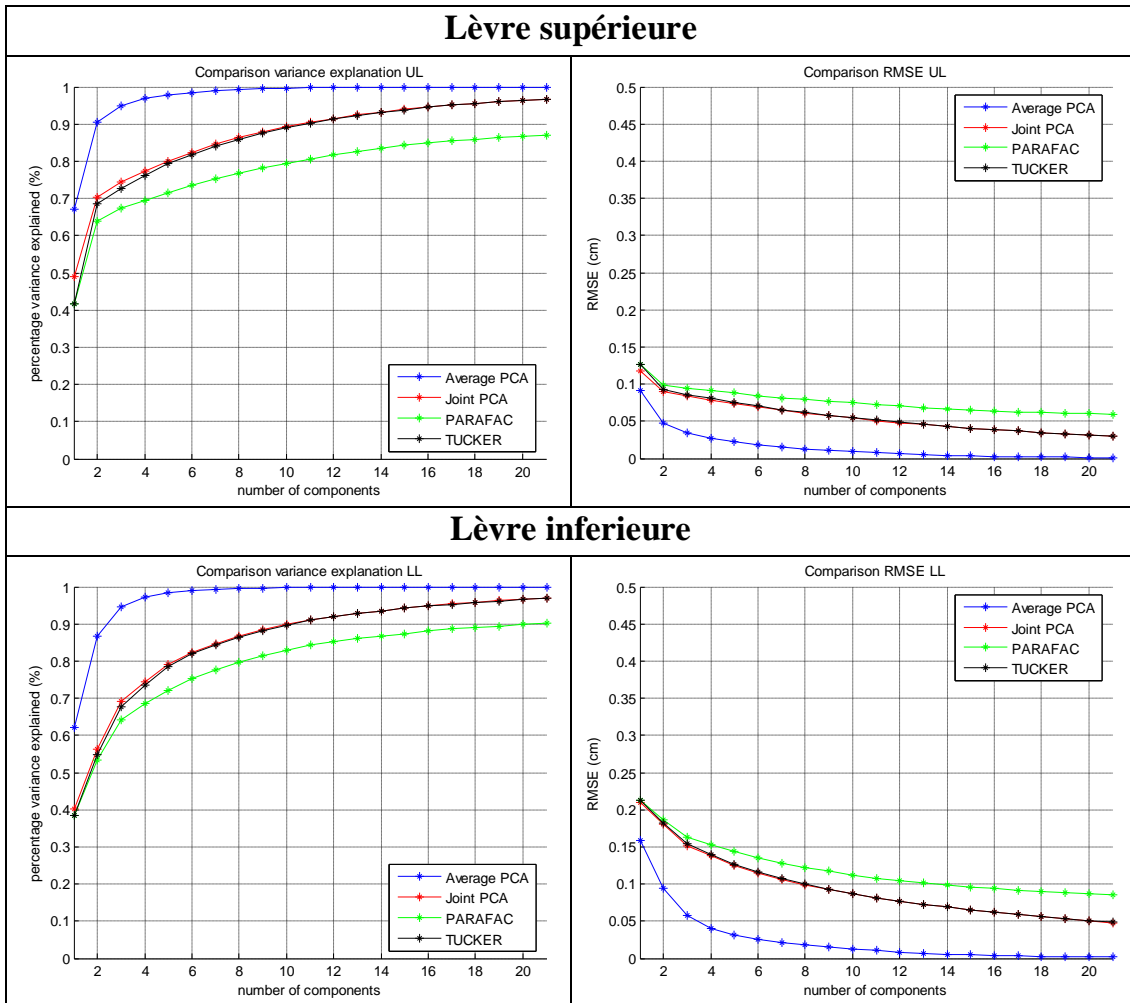 Lèvre supérieure
Comparison variance explanation UL
percentage variance explained (%)
1
0.9
0.8
0.7
0.6
0.5
0.4
0.3
0.2
0.1
0
Average PCA
Joint PCA
PARAFAC
TUCKER
2 4 6 8 10 12 14 16 18 20
number of components
Comparison RMSE UL
RMSE (cm)
0.5
0.45
0.4
0.35
0.3
0.25
0.2
0.15
0.1
0.05
0
Average PCA
Joint PCA
PARAFAC
TUCKER
2 4 6 8 10 12 14 16 18 20
number of components
Lèvre inferieure
Comparison variance explanation LL
percentage variance explained (%)
1
0.9
0.8
0.7
0.6
0.5
0.4
0.3
0.2
0.1
0
Average PCA
Joint PCA
PARAFAC
TUCKER
2 4 6 8 10 12 14 16 18 20
number of components
Comparison RMSE LL
RMSE (cm)
0.5
0.45
0.4
0.35
0.3
0.25
0.2
0.15
0.1
0.05
0
Average PCA
Joint PCA
PARAFAC
TUCKER
2 4 6 8 10 12 14 16 18 20
number of components